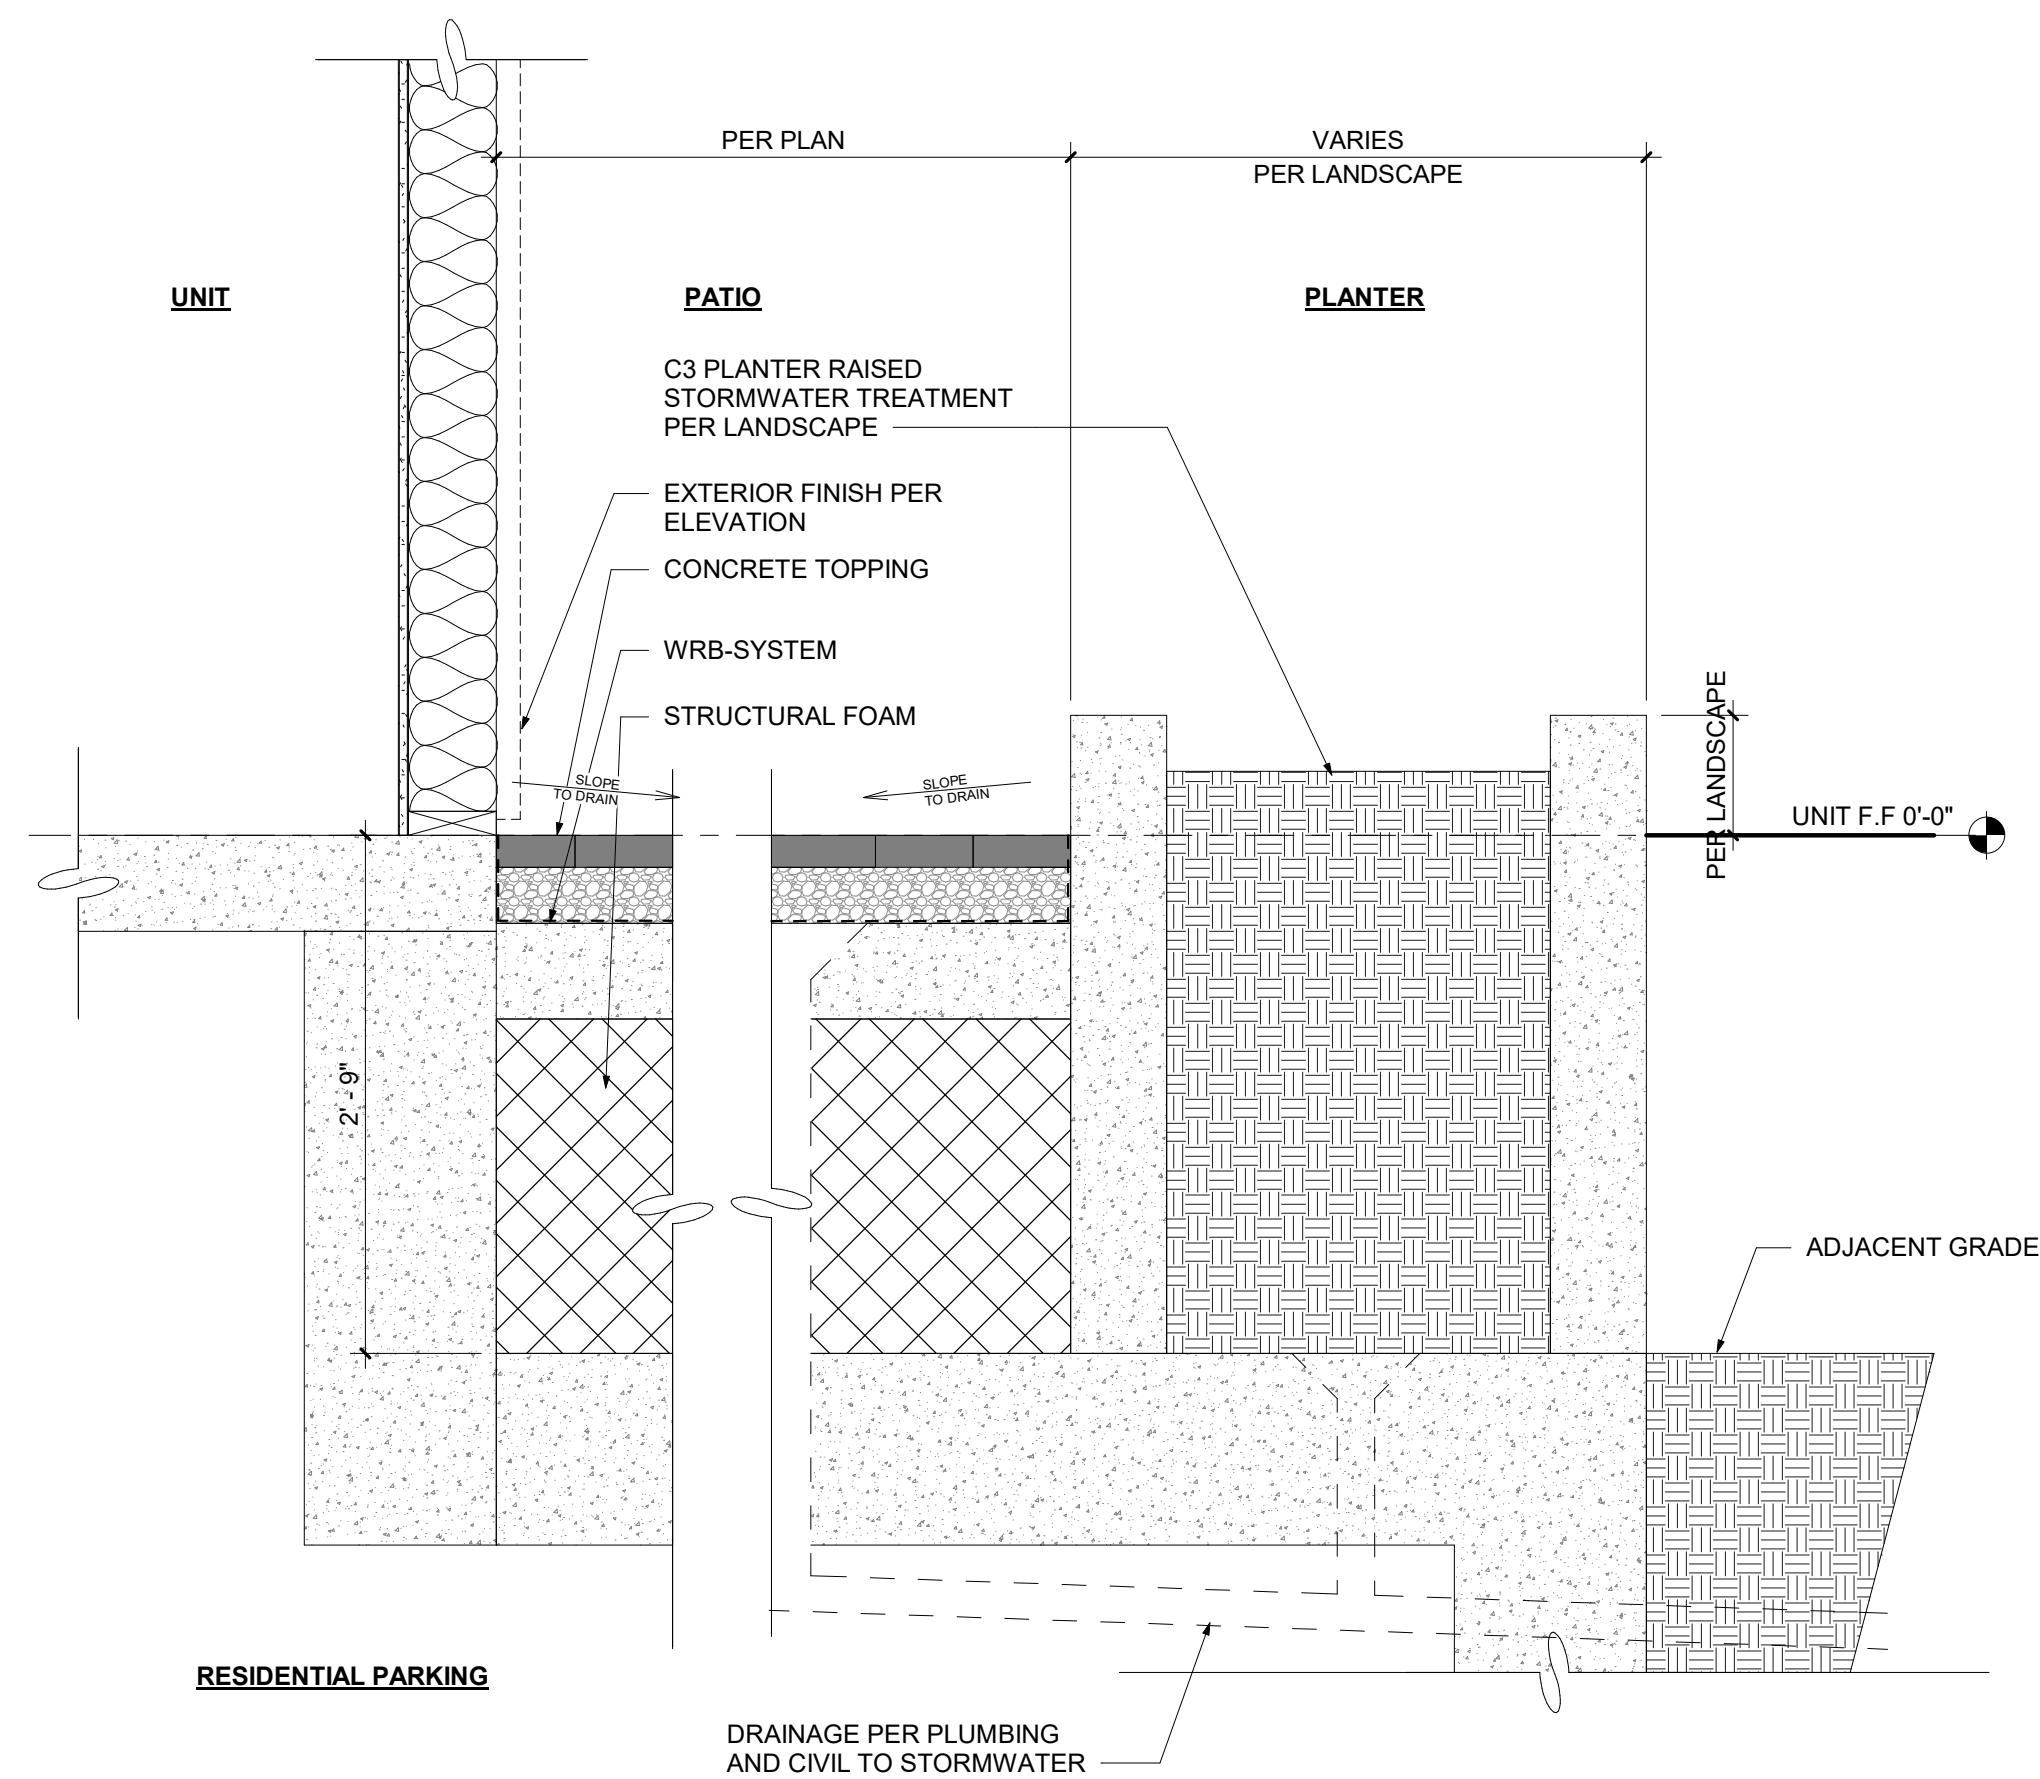 PER PLAN
VARIES
PER LANDSCAPE
UNIT
PATIO
PLANTER
C3 PLANTER RAISED
STORMWATER TREATMENT
PER LANDSCAPE
EXTERIOR FINISH PER
ELEVATION
CONCRETE TOPPING
WRB-SYSTEM
STRUCTURAL FOAM
SLOPE
TO DRAIN
SLOPE
TO DRAIN
PER LANDSCAPE
UNIT F.F 0'-0"
2' - 9"
ADJACENT GRADE
RESIDENTIAL PARKING
DRAINAGE PER PLUMBING
AND CIVIL TO STORMWATER